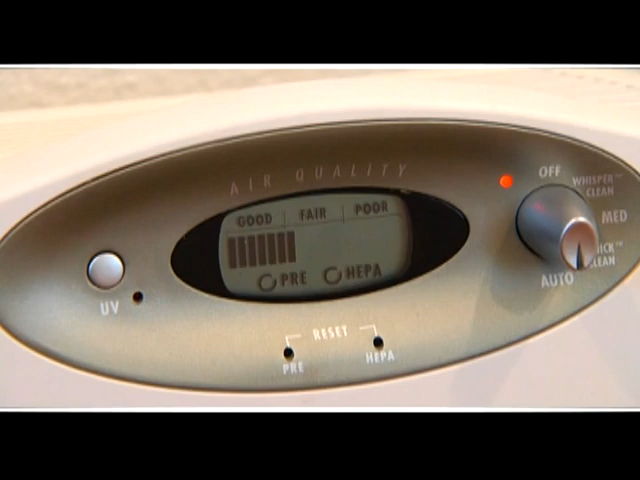 AIR QUALITY
GOOD FAIR POOR
PRE HEPA
UV
RESET
PRE HEPA
OFF
WHISPER™
CLEAN
MED
CLEAN
AUTO